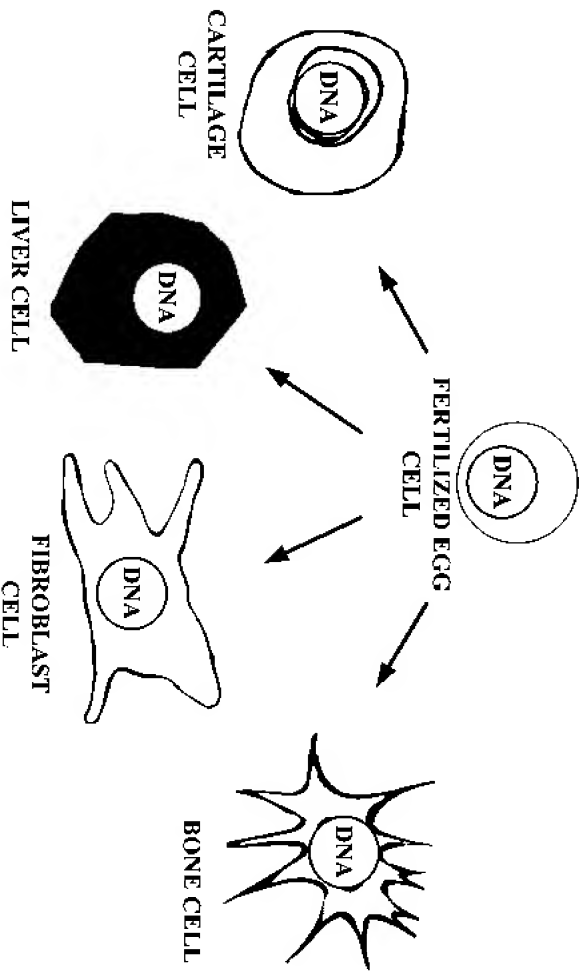 DNA
FERTILIZED EGG
CELL
DNA
CARTILAGE
CELL
DNA
LIVER CELL
DNA
FIBROBLAST
CELL
DNA
BONE CELL